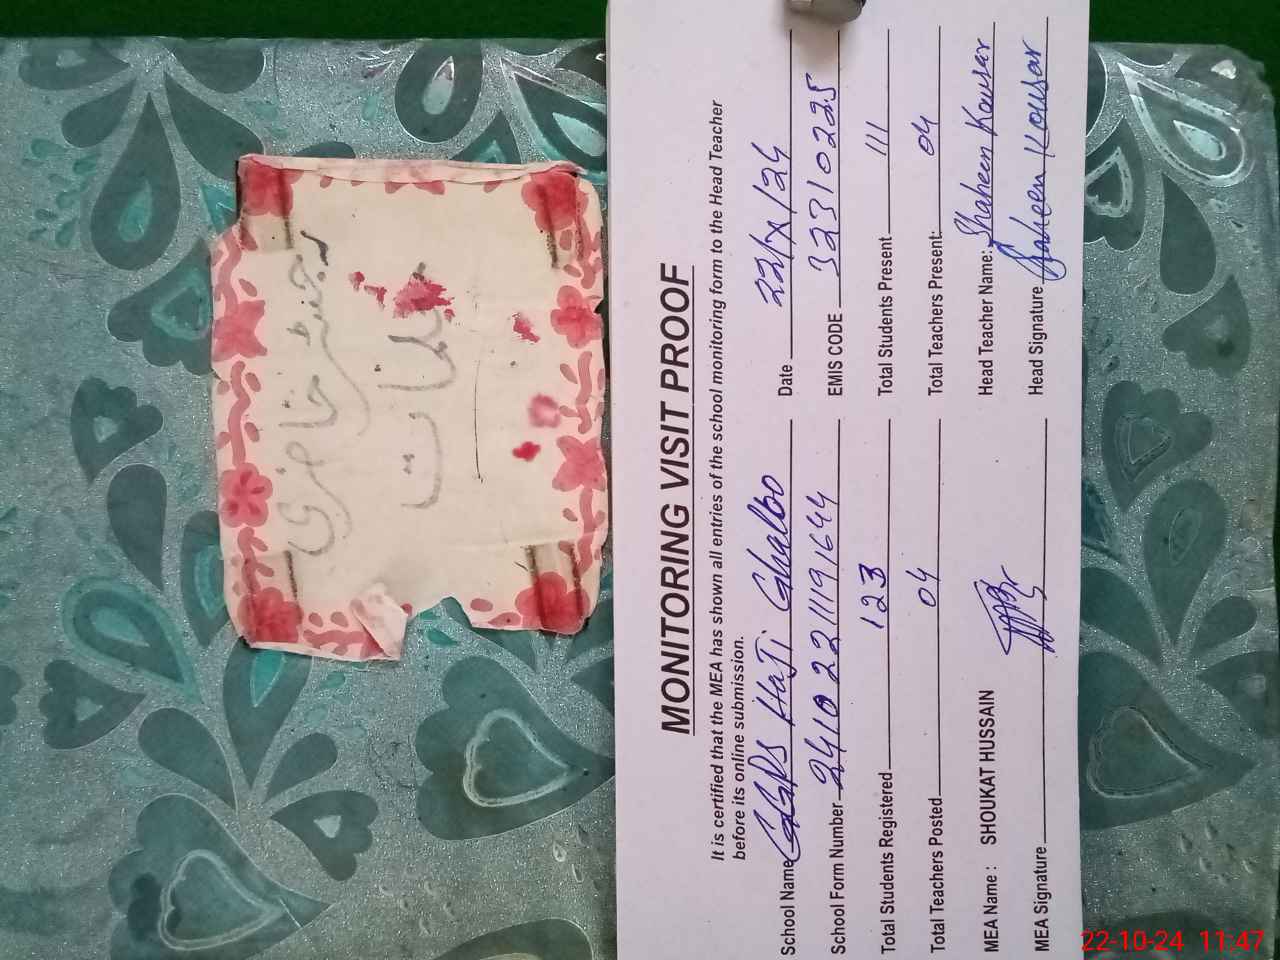 رجسٹر حاضری
طالبات
MONITORING VISIT PROOF
It is certified that the MEA has shown all entries of the school monitoring form to the Head Teacher
before its online submission.
School Name GGPS Haji Ghalbo Date 22/X/24
School Form Number 241022111191644 EMIS CODE 32310225
Total Students Registered 123 Total Students Present 111
Total Teachers Posted 04 Total Teachers Present: 04
MEA Name : SHOUKAT HUSSAIN Head Teacher Name: Shaheen Kousar
MEA Signature Head Signature Shaheen Kousar
22-10-24 11:47